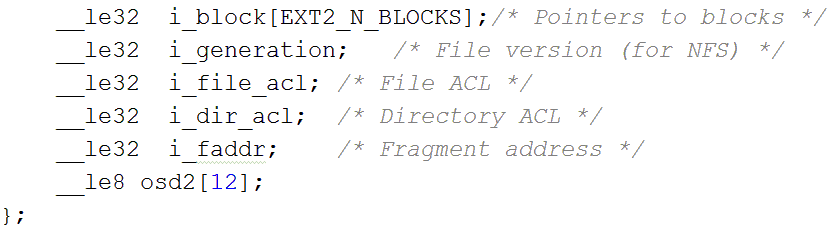 __le32 i_block[EXT2_N_BLOCKS];/* Pointers to blocks */
__le32 i_generation; /* File version (for NFS) */
__le32 i_file_acl; /* File ACL */
__le32 i_dir_acl; /* Directory ACL */
__le32 i_faddr; /* Fragment address */
__le8 osd2[12];
};